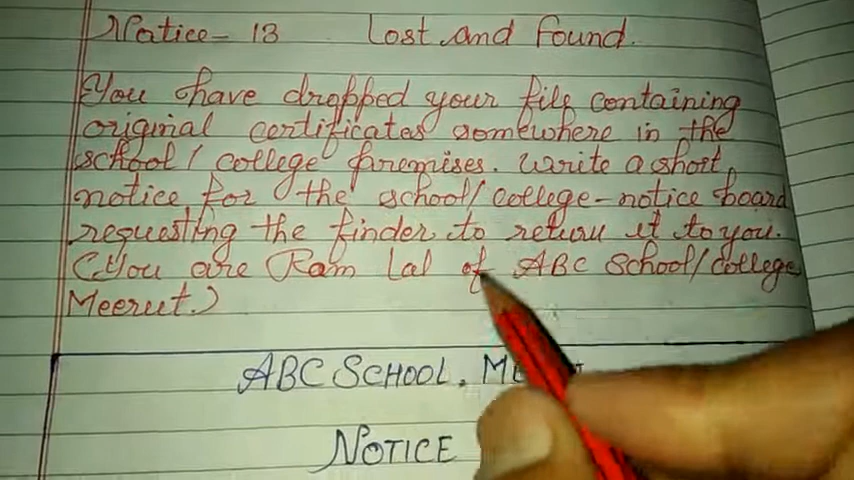 Notice- 13 Lost and Found.
You have dropped your file containing
original certificates somewhere in the
school/ college premises. Write a short
notice for the school/college-notice board
requesting the finder to return it to you.
(You are Ram Lal of ABC School/college
Meerut.)
ABC SCHOOL,
NOTICE